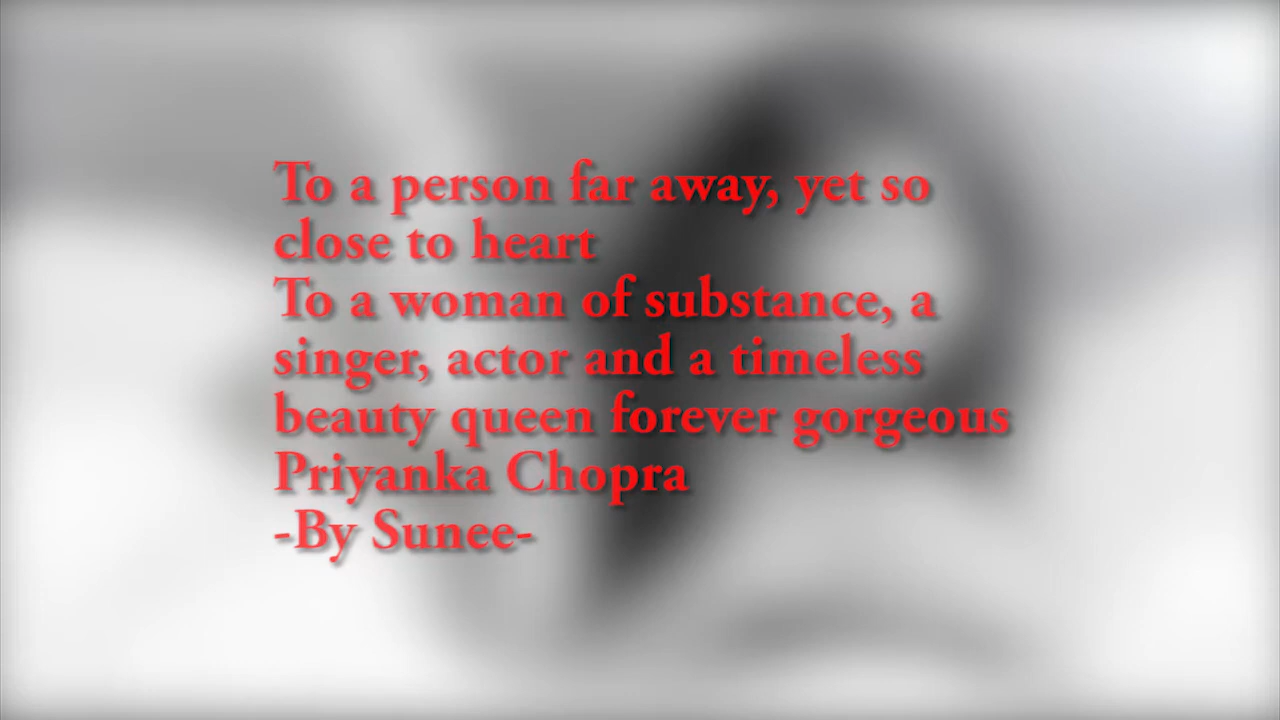 To a person far away, yet so
close to heart
To a woman of substance, a
singer, actor and a timeless
beauty queen forever gorgeous
Priyanka Chopra
-By Sunee-